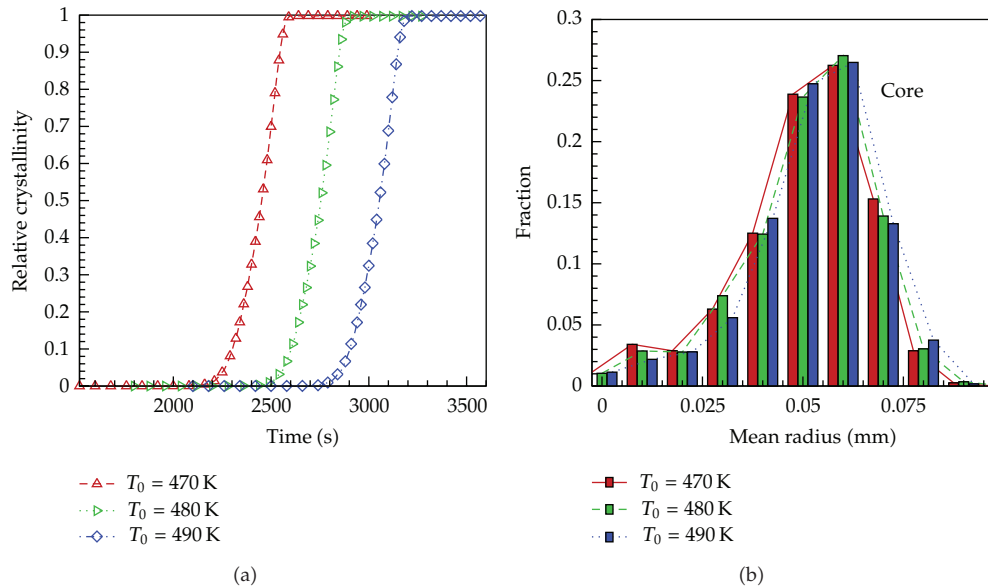 1
0.9
0.8
0.7
0.6
0.5
0.4
0.3
0.2
0.1
0
Relative crystallinity
2000 2500 3000 3500
Time (s)
T0 = 470 K
T0 = 480 K
T0 = 490 K
(a)
0.3
0.25
0.2
0.15
0.1
0.05
0
Fraction
Core
0 0.025 0.05 0.075
Mean radius (mm)
T0 = 470 K
T0 = 480 K
T0 = 490 K
(b)